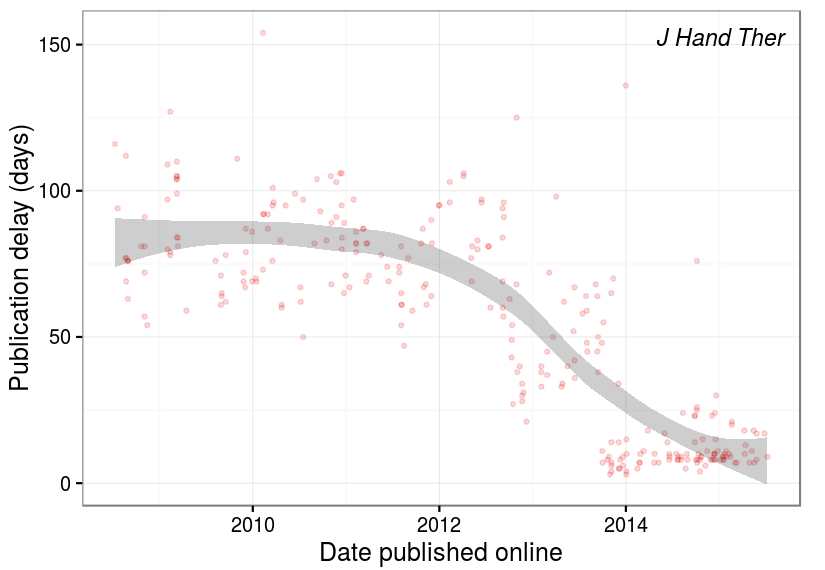 J Hand Ther
Publication delay (days)
150
100
50
0
2010
2012
2014
Date published online